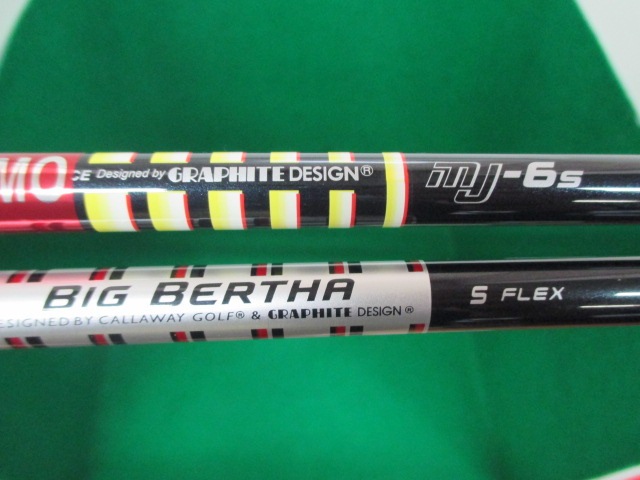 MO CE Designed by GRAPHITE DESIGN® MJ-6s
BIG BERTHA S FLEX
ESIGNED BY CALLAWAY GOLF® & GRAPHITE DESIGN®